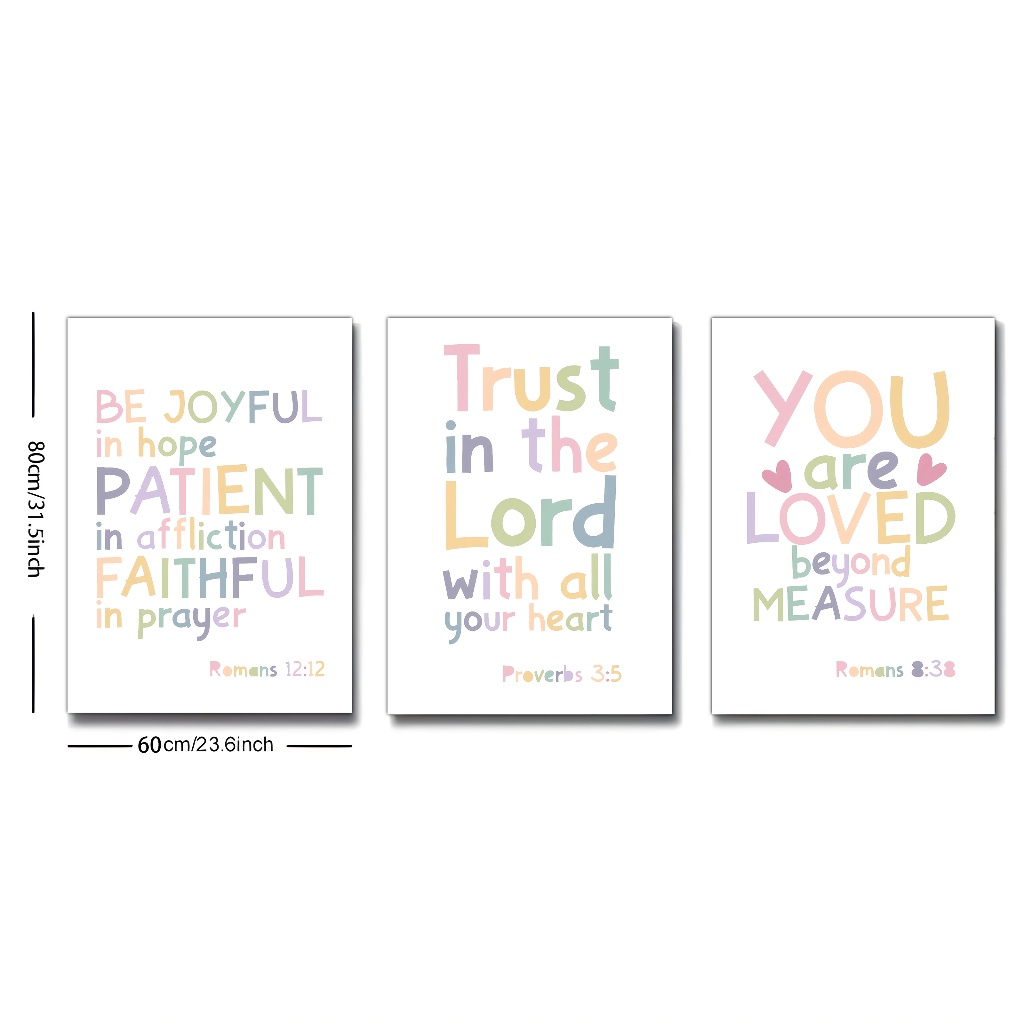 80cm/31.5inch
BE JOYFUL
in hope
PATIENT
in affliction
FAITHFUL
in prayer
Romans 12:12
60cm/23.6inch
Trust
in the
Lord
with all
your heart
Proverbs 3:5
YOU
are
LOVED
beyond
MEASURE
Romans 8:38